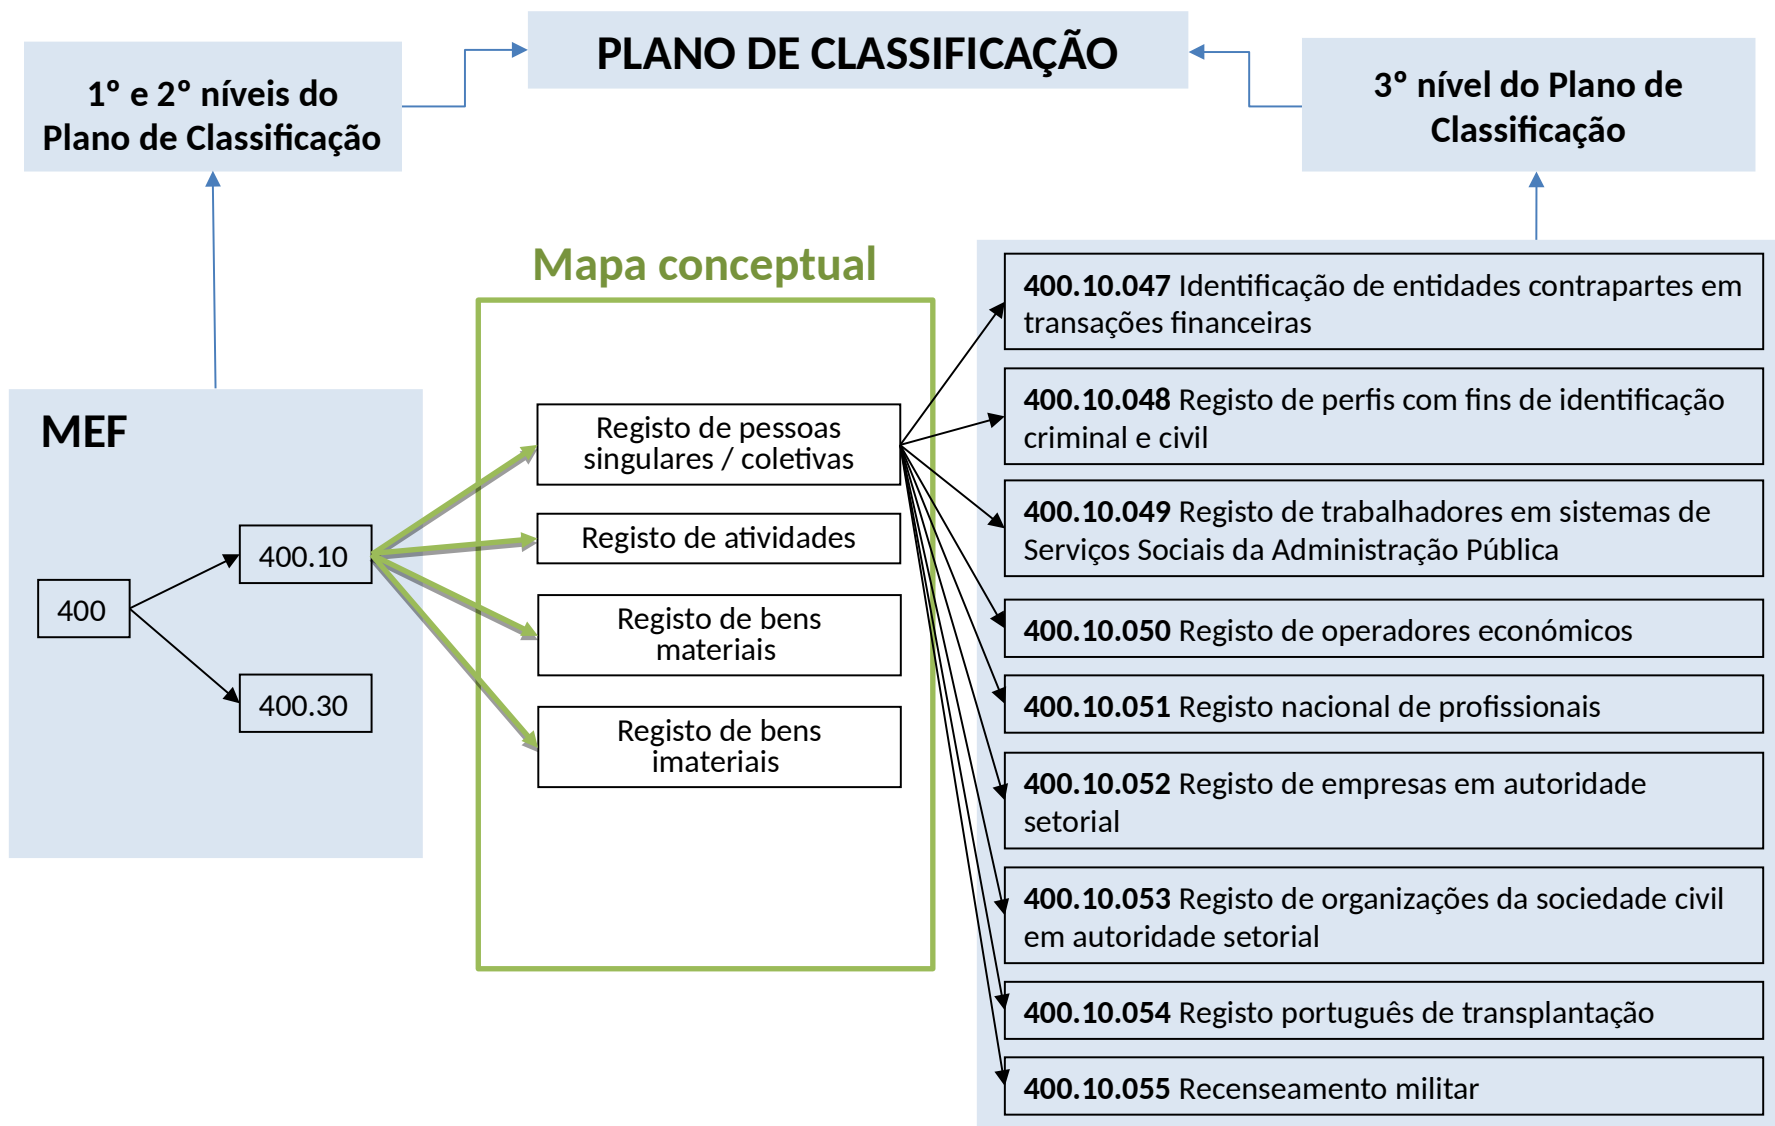 PLANO DE CLASSIFICAÇÃO
1º e 2º níveis do
Plano de Classificação
3º nível do Plano de
Classificação
MEF
400
400.10
400.30
Mapa conceptual
Registo de pessoas
singulares / coletivas
Registo de atividades
Registo de bens
materiais
Registo de bens
imateriais
400.10.047 Identificação de entidades contrapartes em
transações financeiras
400.10.048 Registo de perfis com fins de identificação
criminal e civil
400.10.049 Registo de trabalhadores em sistemas de
Serviços Sociais da Administração Pública
400.10.050 Registo de operadores económicos
400.10.051 Registo nacional de profissionais
400.10.052 Registo de empresas em autoridade
setorial
400.10.053 Registo de organizações da sociedade civil
em autoridade setorial
400.10.054 Registo português de transplantação
400.10.055 Recenseamento militar